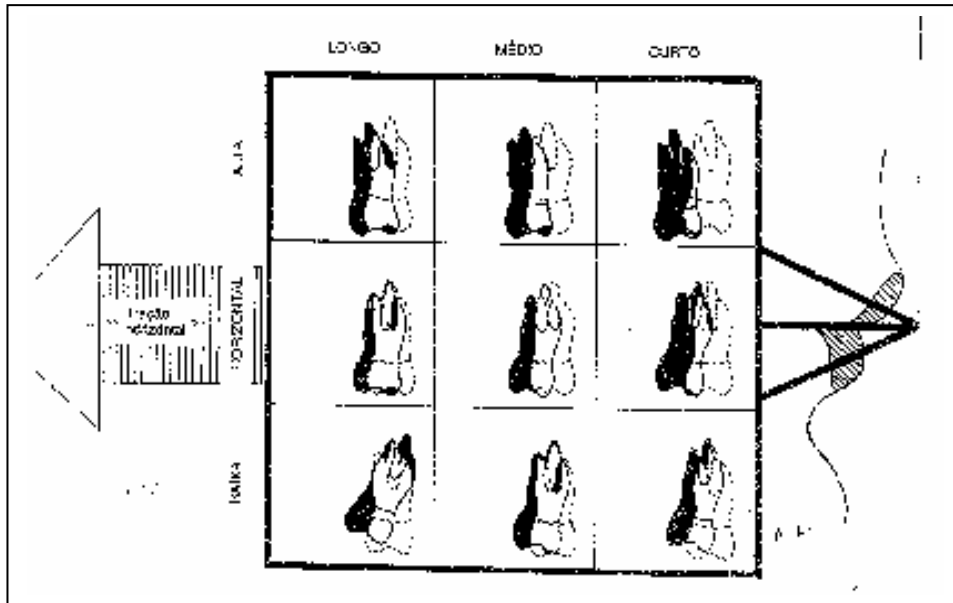 LONGO MÉDIO CURTO
ALTA
HORIZONTAL
Tração
horizontal
BAIXA